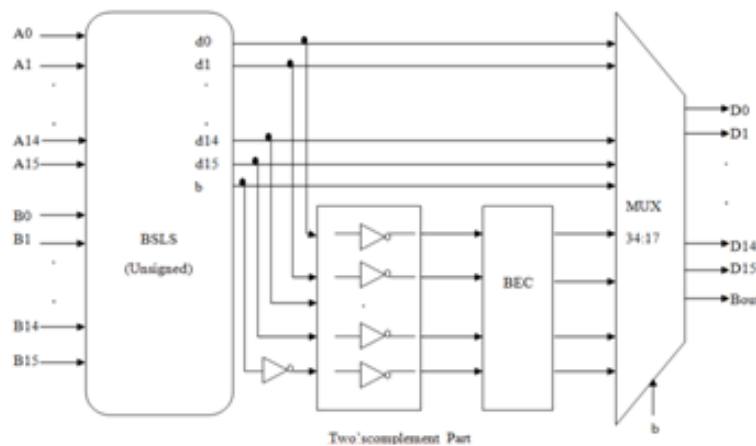 A0
A1
A14
A15
B0
B1
B14
B15
BSLS
(Unsigned)
d0
d1
d14
d15
b
BEC
MUX
34:17
D0
D1
D14
D15
Bou
b
Two'scomplement Part